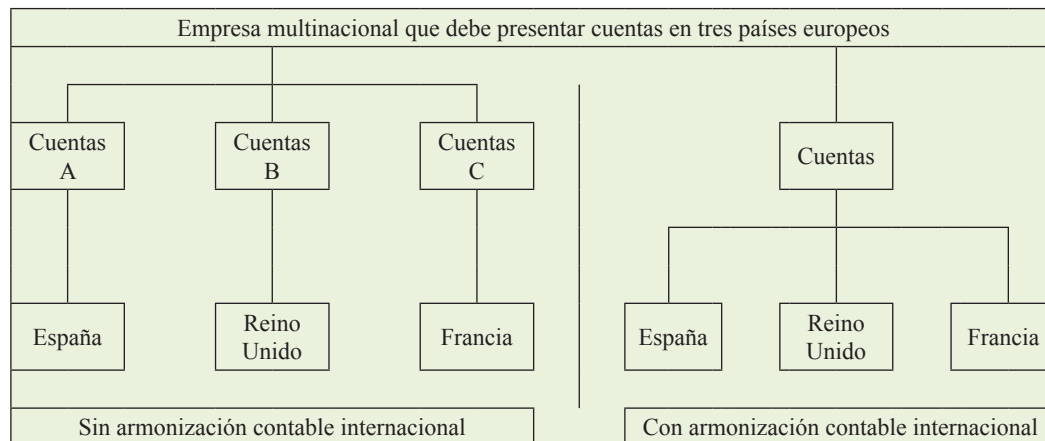 Empresa multinacional que debe presentar cuentas en tres países europeos
Cuentas
A
Cuentas
B
Cuentas
C
España
Reino
Unido
Francia
Sin armonización contable internacional
Cuentas
España
Reino
Unido
Francia
Con armonización contable internacional